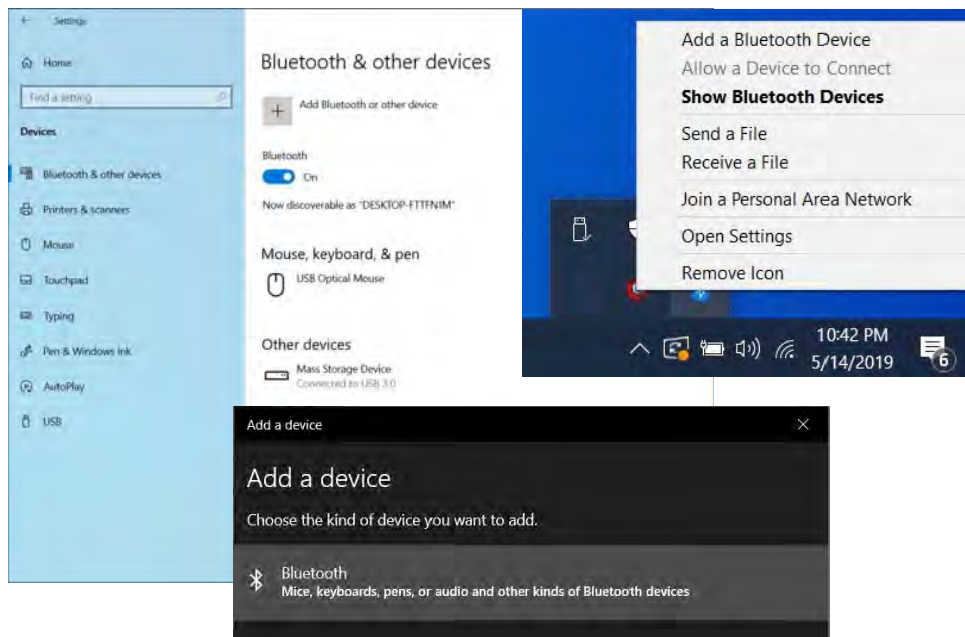 Settings
Home
Find a setting
Devices
Bluetooth & other devices
Printers & scanners
Mouse
Touchpad
Typing
Pen & Windows Ink
AutoPlay
USB
Bluetooth & other devices
Add Bluetooth or other device
Bluetooth
On
Now discoverable as "DESKTOP-FTTFN1M"
Mouse, keyboard, & pen
USB Optical Mouse
Other devices
Mass Storage Device
Connected to USB 3.0
Add a Bluetooth Device
Allow a Device to Connect
Show Bluetooth Devices
Send a File
Receive a File
Join a Personal Area Network
Open Settings
Remove Icon
10:42 PM
5/14/2019
6
Add a device
Add a device
Choose the kind of device you want to add.
Bluetooth
Mice, keyboards, pens, or audio and other kinds of Bluetooth devices